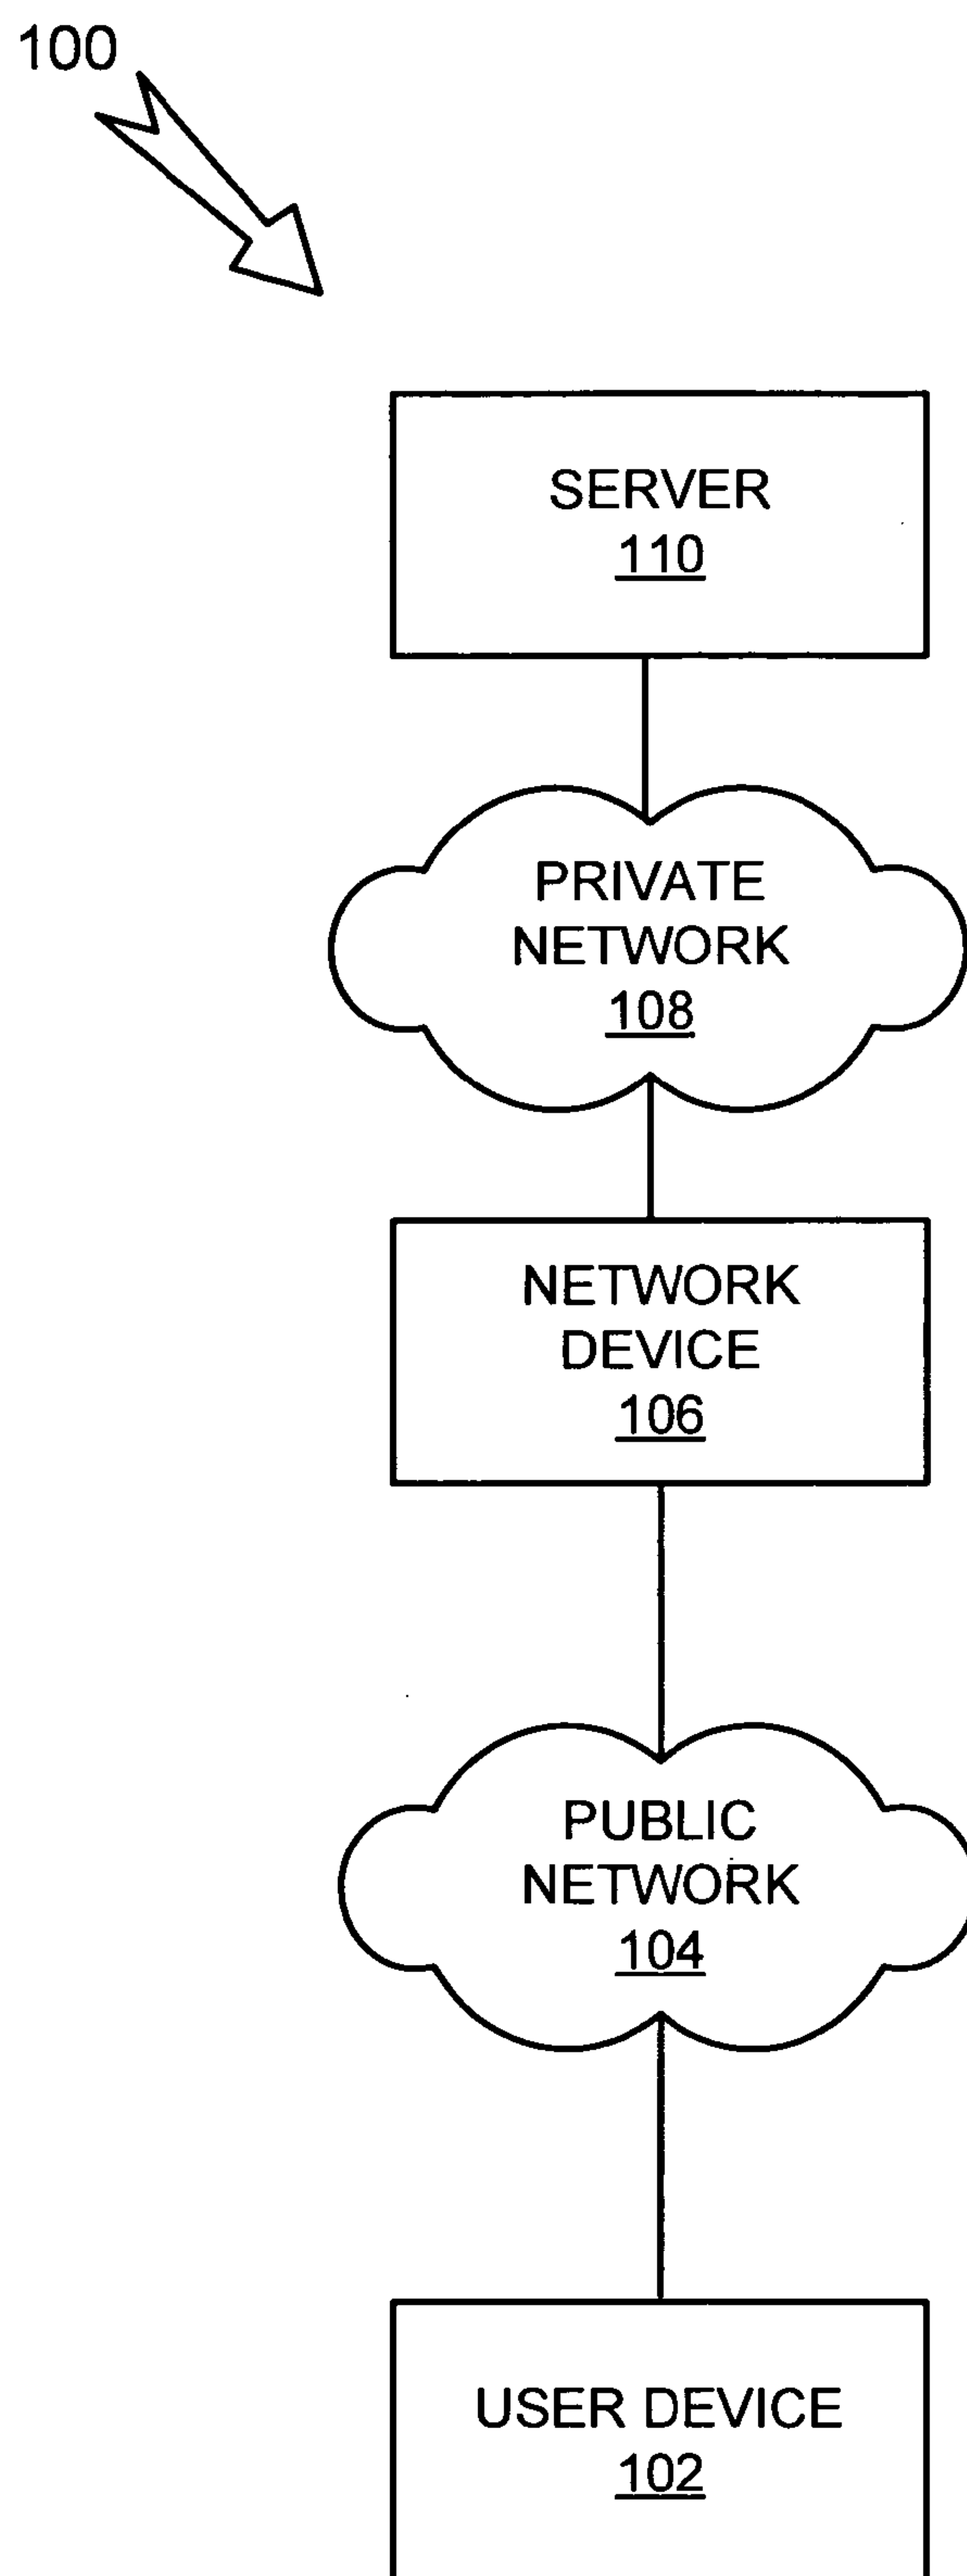 100
SERVER
110
PRIVATE
NETWORK
108
NETWORK
DEVICE
106
PUBLIC
NETWORK
104
USER DEVICE
102